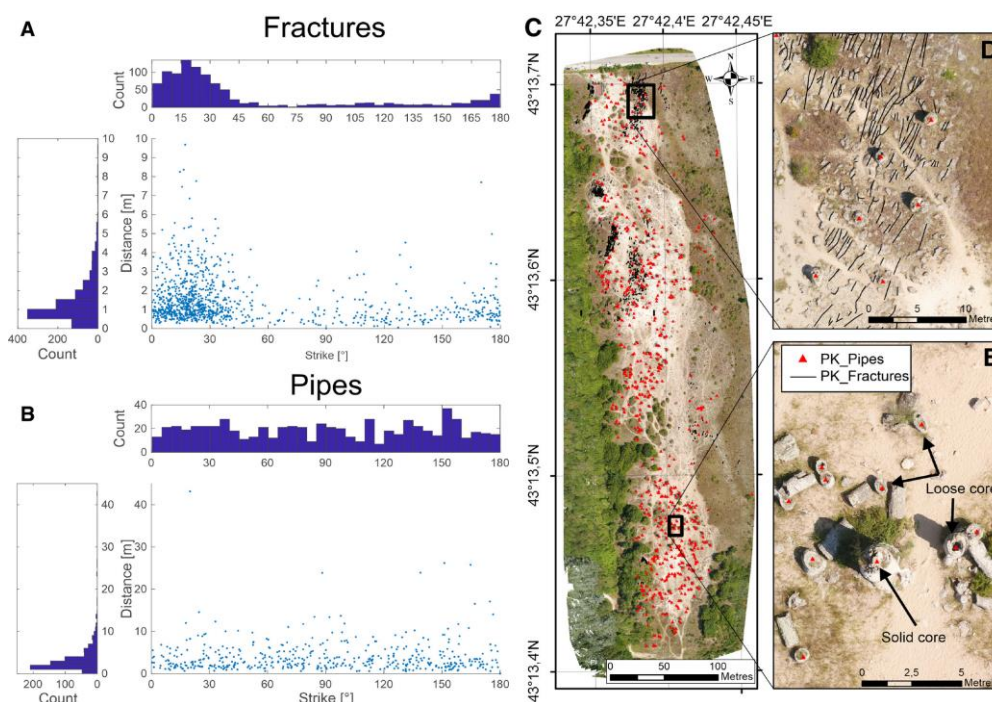 A
Fractures
Count
100
50
0
0 15 30 45 60 75 90 105 120 135 150 165 180
Distance [m]
10
9
8
7
6
5
4
3
2
1
0
400 200 0
Count
0 30 60 90 120 150 180
Strike [°]
B
Pipes
Count
40
20
0
0 30 60 90 120 150 180
Distance [m]
40
30
20
10
0
200 100 0
Count
0 30 60 90 120 150 180
Strike [°]
C
27°42,35'E 27°42,4'E 27°42,45'E
43°13,7'N
43°13,6'N
43°13,5'N
43°13,4'N
N
W E
S
0 50 100
Metres
D
0 5 10
Metres
E
PK_Pipes
PK_Fractures
Loose core
Solid core
0 2,5 5
Metres